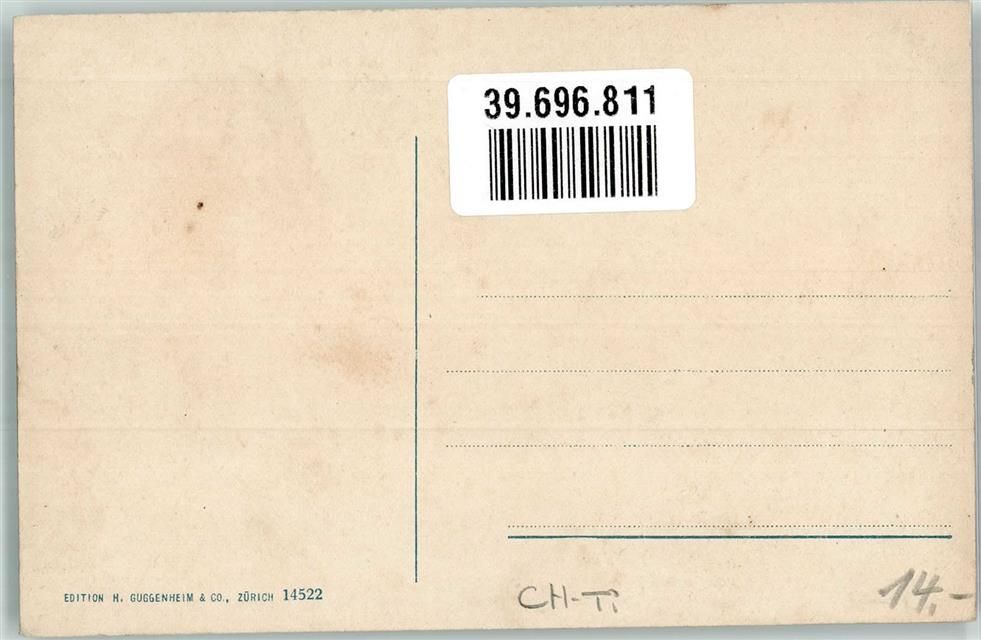 39.696.811
EDITION H. GUGGENHEIM & CO., ZÜRICH 14522
CH-Ti
14.-